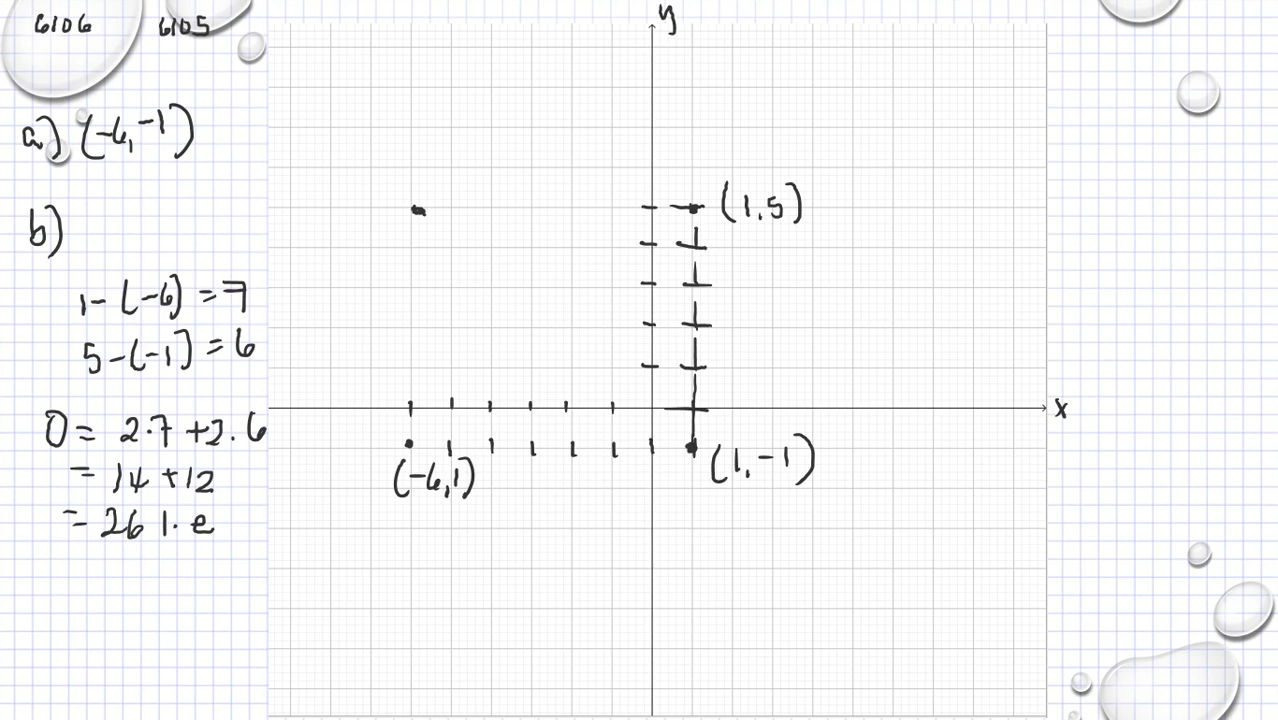 6106 6105
a) (-6,-1)
b)
1-(-6)=7
5-(-1)=6
O= 2·7+2·6
= 14+12
= 26 l·e
y
(1,5)
x
(-6,1)
(1,-1)